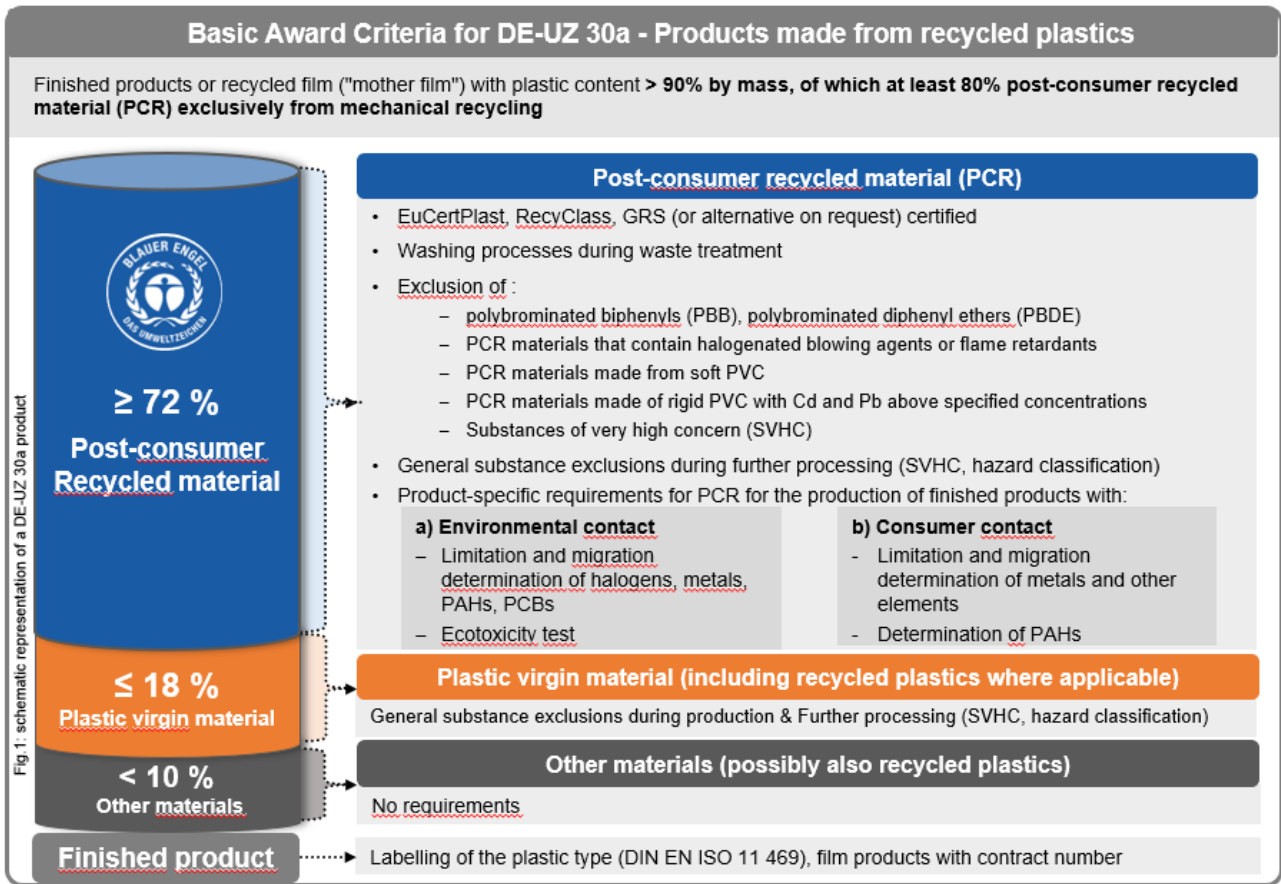 Basic Award Criteria for DE-UZ 30a - Products made from recycled plastics
Finished products or recycled film ("mother film") with plastic content > 90% by mass, of which at least 80% post-consumer recycled
material (PCR) exclusively from mechanical recycling
Fig.1: schematic representation of a DE-UZ 30a product
BLAUER ENGEL
DAS UMWELTZEICHEN
≥ 72 %
Post-consumer
Recycled material
Post-consumer recycled material (PCR)
• EuCertPlast, RecyClass, GRS (or alternative on request) certified
• Washing processes during waste treatment
• Exclusion of :
– polybrominated biphenyls (PBB), polybrominated diphenyl ethers (PBDE)
– PCR materials that contain halogenated blowing agents or flame retardants
– PCR materials made from soft PVC
– PCR materials made of rigid PVC with Cd and Pb above specified concentrations
– Substances of very high concern (SVHC)
• General substance exclusions during further processing (SVHC, hazard classification)
• Product-specific requirements for PCR for the production of finished products with:
a) Environmental contact
– Limitation and migration
determination of halogens, metals,
PAHs, PCBs
– Ecotoxicity test
b) Consumer contact
- Limitation and migration
determination of metals and other
elements
- Determination of PAHs
≤ 18 %
Plastic virgin material
Plastic virgin material (including recycled plastics where applicable)
General substance exclusions during production & Further processing (SVHC, hazard classification)
< 10 %
Other materials
Other materials (possibly also recycled plastics)
No requirements
Finished product
Labelling of the plastic type (DIN EN ISO 11 469), film products with contract number